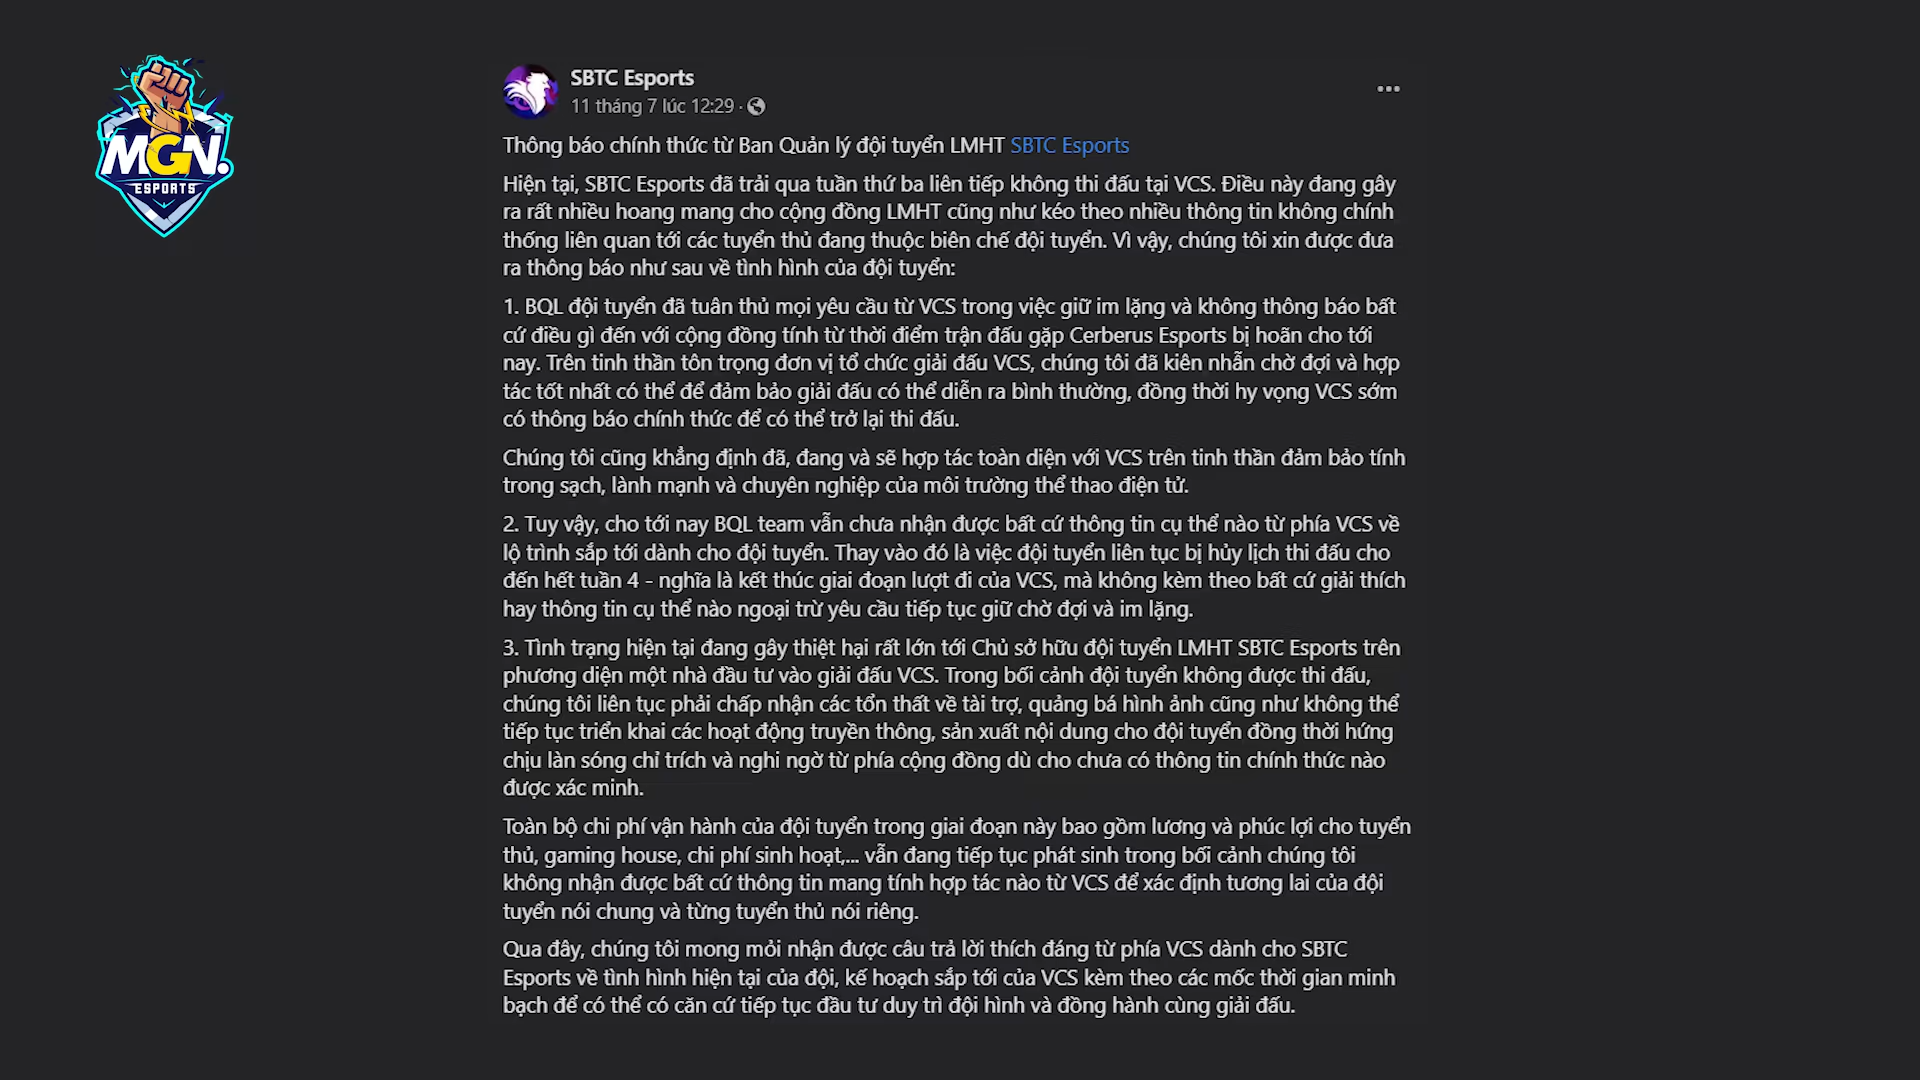 MGN.
ESPORTS
SBTC Esports
11 tháng 7 lúc 12:29 ·
Thông báo chính thức từ Ban Quản lý đội tuyển LMHT SBTC Esports
Hiện tại, SBTC Esports đã trải qua tuần thứ ba liên tiếp không thi đấu tại VCS. Điều này đang gây
ra rất nhiều hoang mang cho cộng đồng LMHT cũng như kéo theo nhiều thông tin không chính
thống liên quan tới các tuyển thủ đang thuộc biên chế đội tuyển. Vì vậy, chúng tôi xin được đưa
ra thông báo như sau về tình hình của đội tuyển:
1. BQL đội tuyển đã tuân thủ mọi yêu cầu từ VCS trong việc giữ im lặng và không thông báo bất
cứ điều gì đến với cộng đồng tính từ thời điểm trận đấu gặp Cerberus Esports bị hoãn cho tới
nay. Trên tinh thần tôn trọng đơn vị tổ chức giải đấu VCS, chúng tôi đã kiên nhẫn chờ đợi và hợp
tác tốt nhất có thể để đảm bảo giải đấu có thể diễn ra bình thường, đồng thời hy vọng VCS sớm
có thông báo chính thức để có thể trở lại thi đấu.
Chúng tôi cũng khẳng định đã, đang và sẽ hợp tác toàn diện với VCS trên tinh thần đảm bảo tính
trong sạch, lành mạnh và chuyên nghiệp của môi trường thể thao điện tử.
2. Tuy vậy, cho tới nay BQL team vẫn chưa nhận được bất cứ thông tin cụ thể nào từ phía VCS về
lộ trình sắp tới dành cho đội tuyển. Thay vào đó là việc đội tuyển liên tục bị hủy lịch thi đấu cho
đến hết tuần 4 - nghĩa là kết thúc giai đoạn lượt đi của VCS, mà không kèm theo bất cứ giải thích
hay thông tin cụ thể nào ngoại trừ yêu cầu tiếp tục giữ chờ đợi và im lặng.
3. Tình trạng hiện tại đang gây thiệt hại rất lớn tới Chủ sở hữu đội tuyển LMHT SBTC Esports trên
phương diện một nhà đầu tư vào giải đấu VCS. Trong bối cảnh đội tuyển không được thi đấu,
chúng tôi liên tục phải chấp nhận các tổn thất về tài trợ, quảng bá hình ảnh cũng như không thể
tiếp tục triển khai các hoạt động truyền thông, sản xuất nội dung cho đội tuyển đồng thời hứng
chịu làn sóng chỉ trích và nghi ngờ từ phía cộng đồng dù cho chưa có thông tin chính thức nào
được xác minh.
Toàn bộ chi phí vận hành của đội tuyển trong giai đoạn này bao gồm lương và phúc lợi cho tuyển
thủ, gaming house, chi phí sinh hoạt,... vẫn đang tiếp tục phát sinh trong bối cảnh chúng tôi
không nhận được bất cứ thông tin mang tính hợp tác nào từ VCS để xác định tương lai của đội
tuyển nói chung và từng tuyển thủ nói riêng.
Qua đây, chúng tôi mong mỏi nhận được câu trả lời thích đáng từ phía VCS dành cho SBTC
Esports về tình hình hiện tại của đội, kế hoạch sắp tới của VCS kèm theo các mốc thời gian minh
bạch để có thể có căn cứ tiếp tục đầu tư duy trì đội hình và đồng hành cùng giải đấu.